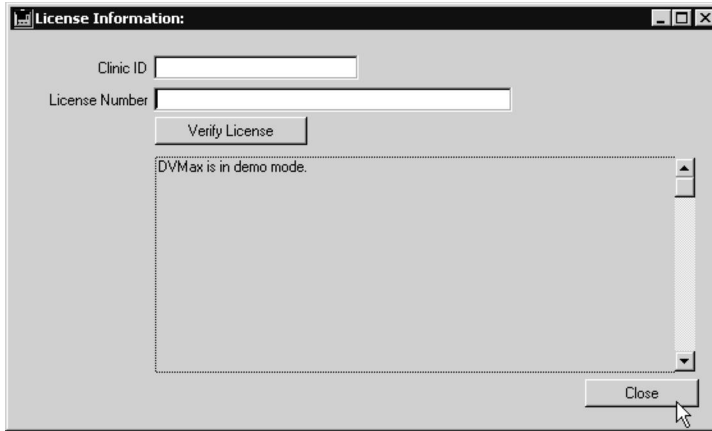 License Information:
Clinic ID
License Number
Verify License
DVMax is in demo mode.
Close